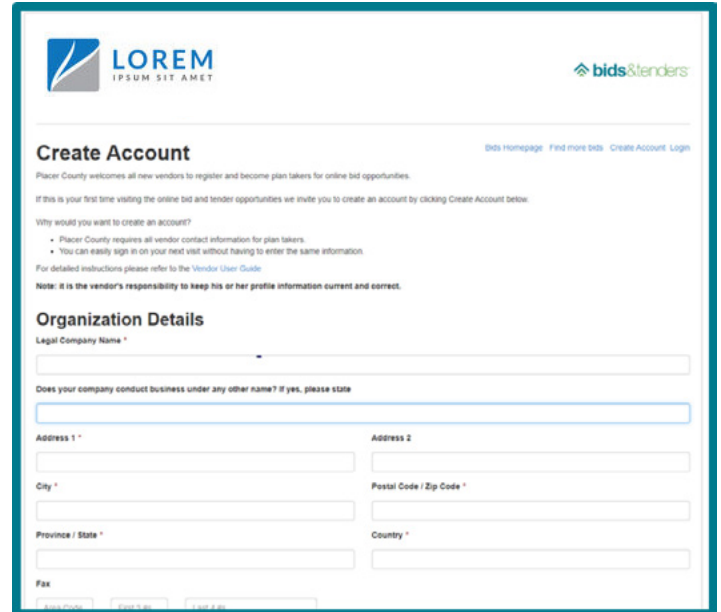 LOREM
IPSUM SIT AMET
bids&tenders
Create Account
Bids Homepage Find more bids Create Account Login
Placer County welcomes all new vendors to register and become plan takers for online bid opportunities.
If this is your first time visiting the online bid and tender opportunities we invite you to create an account by clicking Create Account below.
Why would you want to create an account?
• Placer County requires all vendor contact information for plan takers.
• You can easily sign in on your next visit without having to enter the same information.
For detailed instructions please refer to the Vendor User Guide
Note: it is the vendor's responsibility to keep his or her profile information current and correct.
Organization Details
Legal Company Name *
Does your company conduct business under any other name? If yes, please state
Address 1 * Address 2
City * Postal Code / Zip Code *
Province / State * Country *
Fax
Area Code First 3 #s Last 4 #s